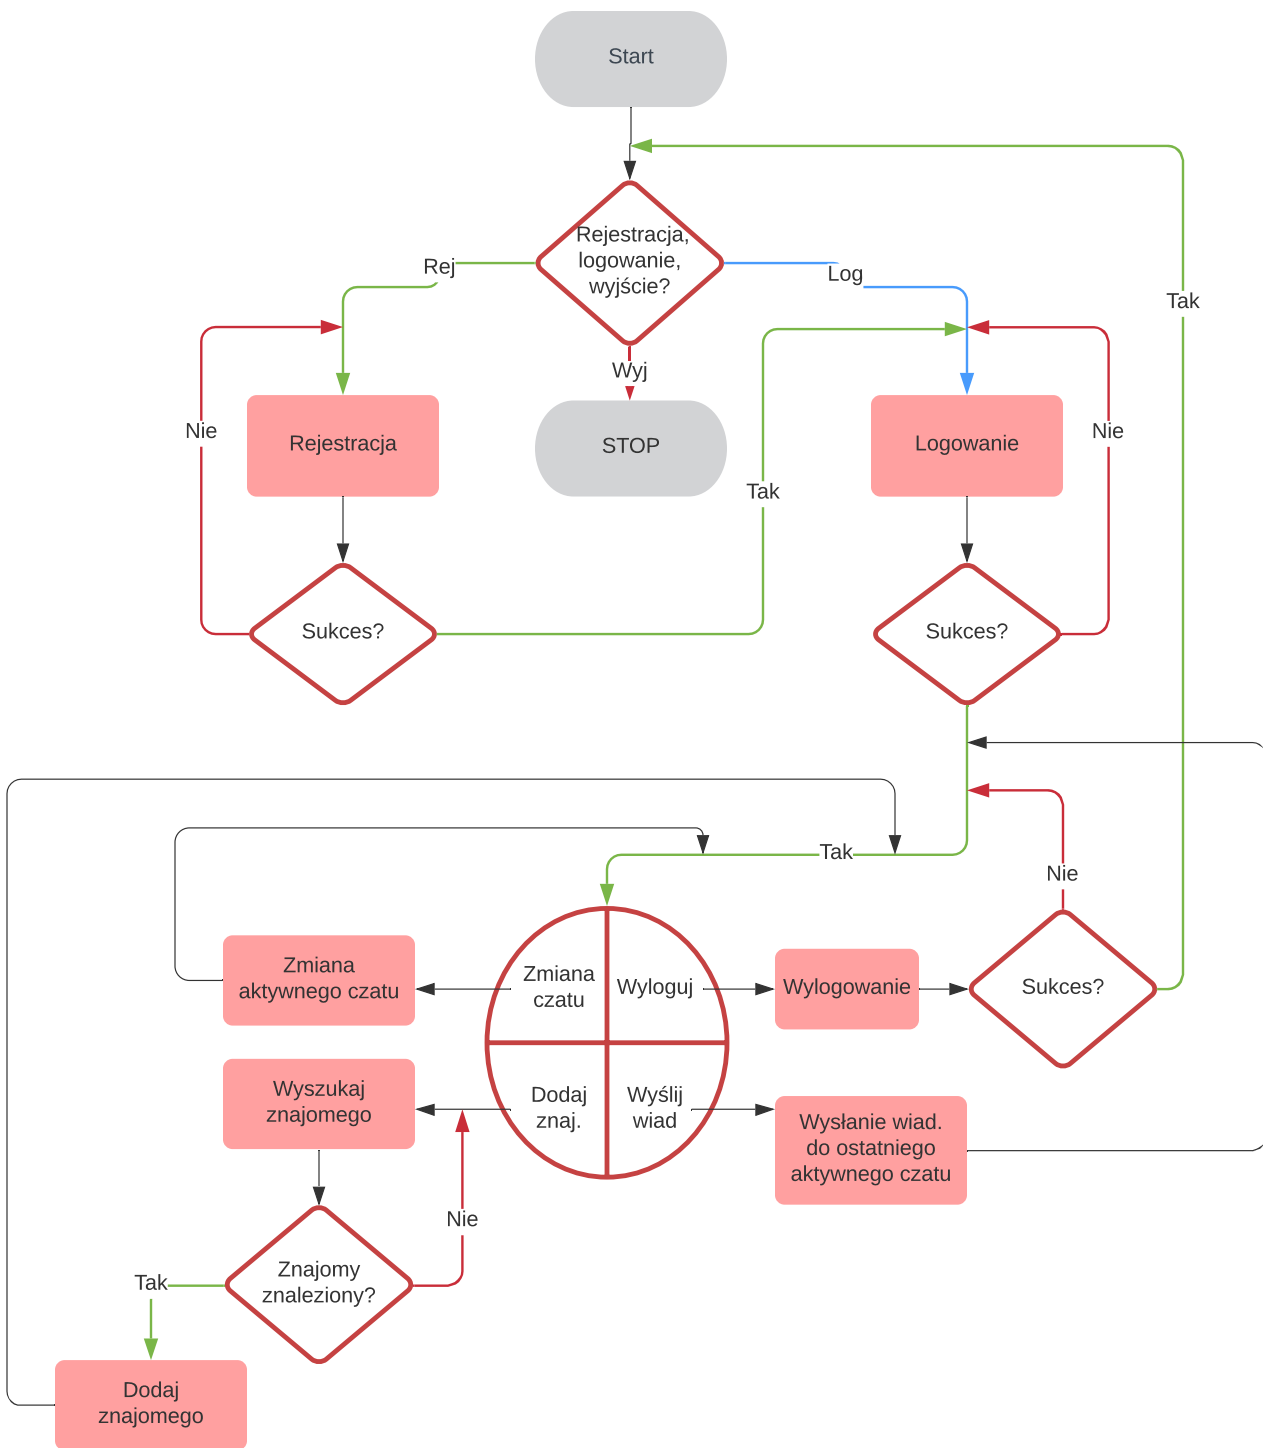 Start
Rejestracja,
logowanie,
wyjście?
Rej
Log
Tak
Wyj
STOP
Nie
Rejestracja
Logowanie
Nie
Tak
Sukces?
Sukces?
Tak
Nie
Zmiana
aktywnego czatu
Zmiana
czatu
Wyloguj
Wylogowanie
Sukces?
Wyszukaj
znajomego
Dodaj
znaj.
Wyślij
wiad
Wysłanie wiad.
do ostatniego
aktywnego czatu
Nie
Znajomy
znaleziony?
Tak
Dodaj
znajomego